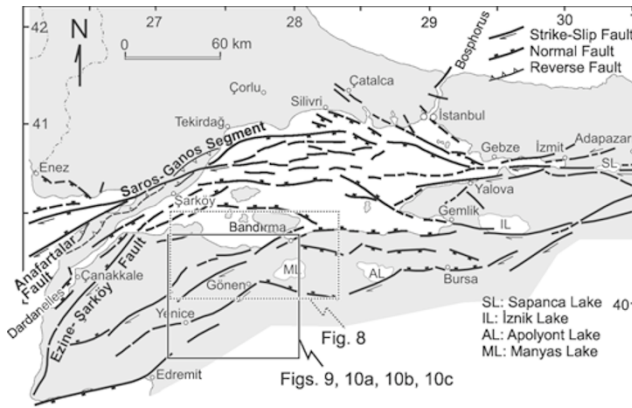 42
27
28
29
30
N
0
60 km
Bosphorus
Strike-Slip Fault
Normal Fault
Reverse Fault
Çorlu
Çatalca
Silivri
İstanbul
41
Tekirdağ
Saros-Ganos Segment
Gebze
İzmit
Adapazarı
Enez
SL
Yalova
Şarköy
Gemlik
IL
Anafartalar
Fault
Bandırma
Çanakkale
Dardanelles
Ezine-Şarköy Fault
ML
AL
Gönen
Bursa
SL: Sapanca Lake
IL: İznik Lake
AL: Apolyont Lake
ML: Manyas Lake
40
Yenice
Fig. 8
Edremit
Figs. 9, 10a, 10b, 10c